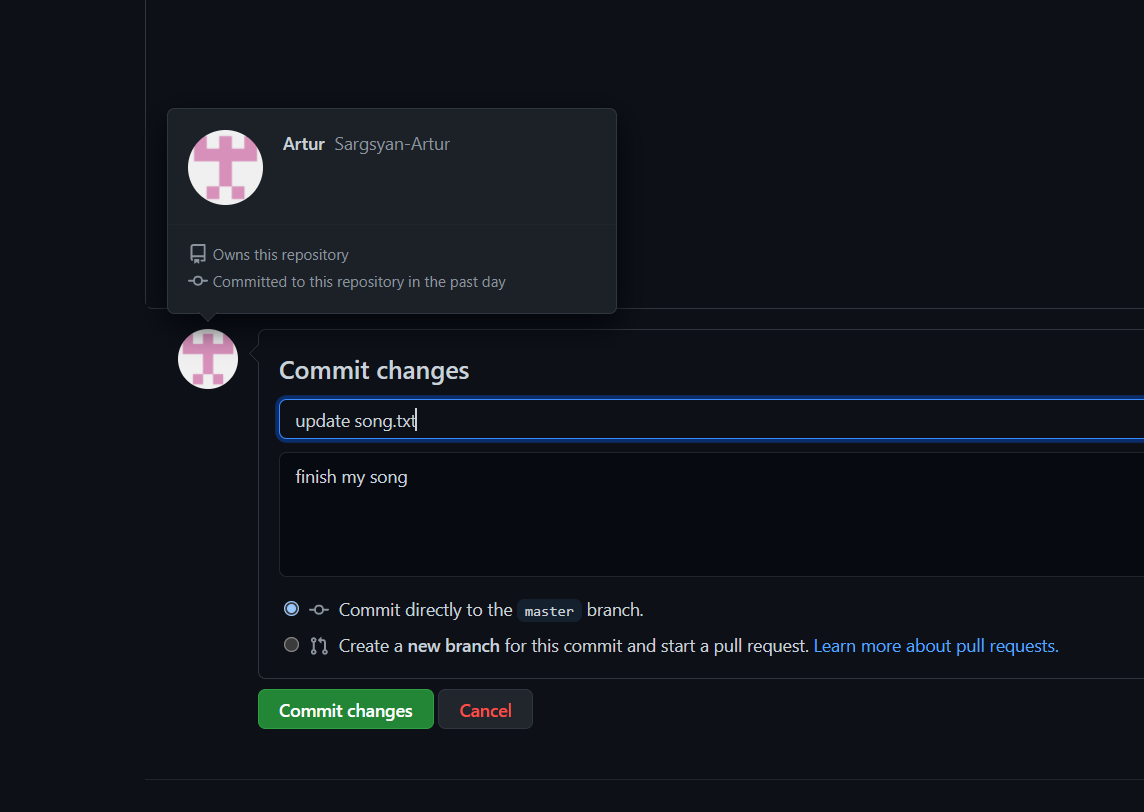 Artur Sargsyan-Artur
Owns this repository
Committed to this repository in the past day
Commit changes
update song.txt
finish my song
Commit directly to the master branch.
Create a new branch for this commit and start a pull request. Learn more about pull requests.
Commit changes Cancel